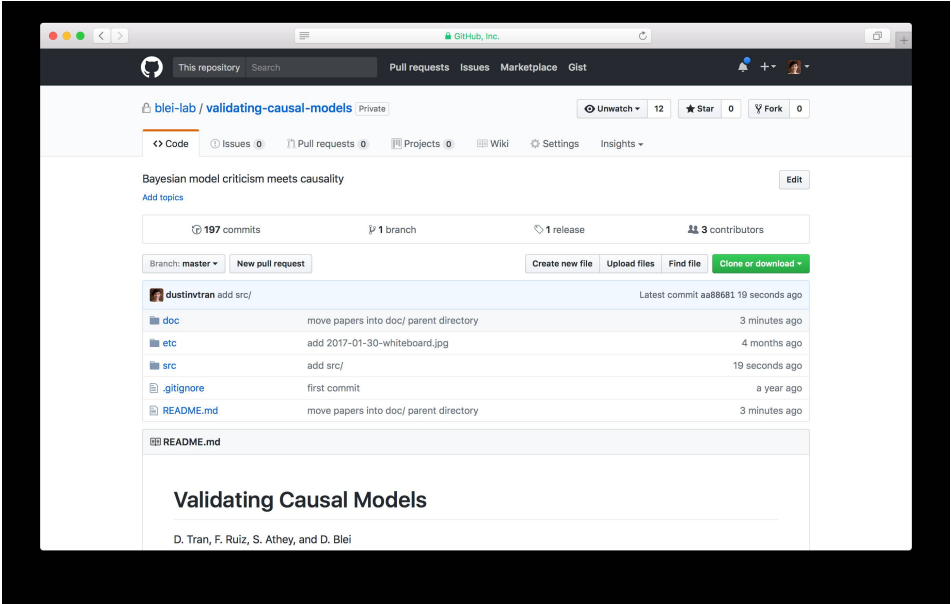 GitHub, Inc.
This repository Search Pull requests Issues Marketplace Gist
blei-lab / validating-causal-models Private Unwatch 12 Star 0 Fork 0
<> Code Issues 0 Pull requests 0 Projects 0 Wiki Settings Insights
Bayesian model criticism meets causality Edit
Add topics
197 commits 1 branch 1 release 3 contributors
Branch: master New pull request Create new file Upload files Find file Clone or download
dustinvtran add src/ Latest commit aa88681 19 seconds ago
doc move papers into doc/ parent directory 3 minutes ago
etc add 2017-01-30-whiteboard.jpg 4 months ago
src add src/ 19 seconds ago
.gitignore first commit a year ago
README.md move papers into doc/ parent directory 3 minutes ago
README.md
Validating Causal Models
D. Tran, F. Ruiz, S. Athey, and D. Blei